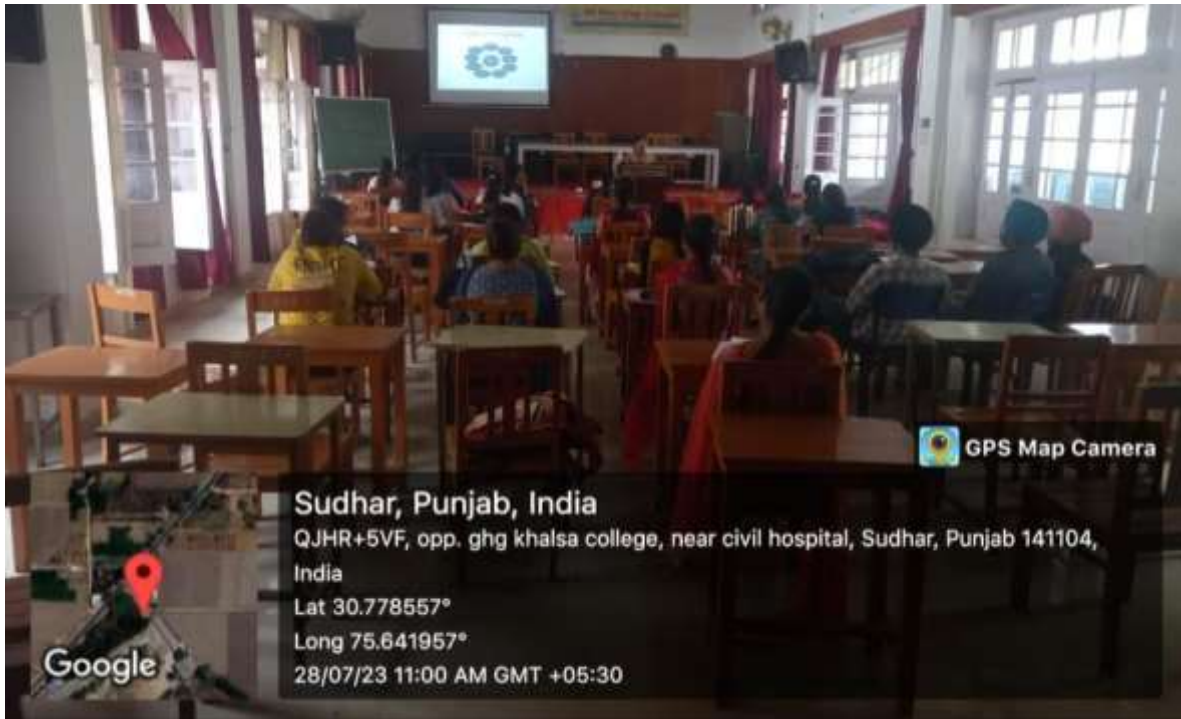 GPS Map Camera
Sudhar, Punjab, India
QJHR+5VF, opp. ghg khalsa college, near civil hospital, Sudhar, Punjab 141104,
India
Lat 30.778557°
Long 75.641957°
28/07/23 11:00 AM GMT +05:30
Google